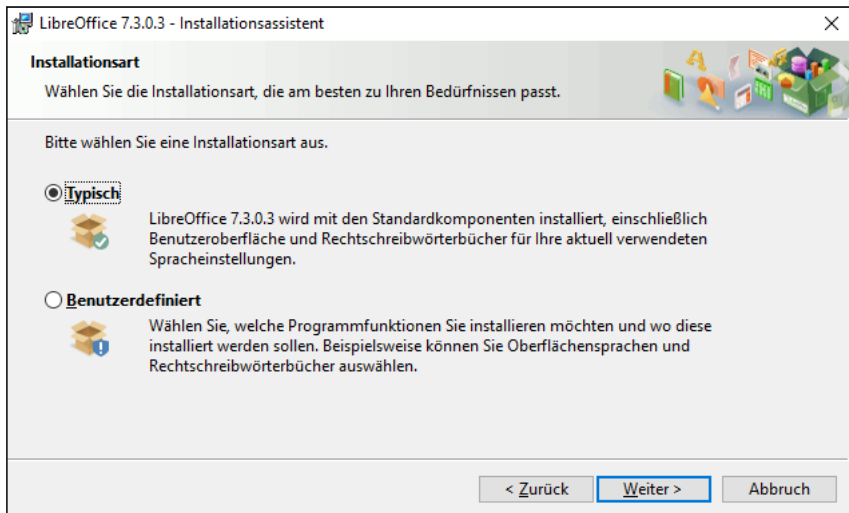 LibreOffice 7.3.0.3 - Installationsassistent
Installationsart
Wählen Sie die Installationsart, die am besten zu Ihren Bedürfnissen passt.
Bitte wählen Sie eine Installationsart aus.
Typisch
LibreOffice 7.3.0.3 wird mit den Standardkomponenten installiert, einschließlich
Benutzeroberfläche und Rechtschreibwörterbücher für Ihre aktuell verwendeten
Spracheinstellungen.
Benutzerdefiniert
Wählen Sie, welche Programmfunktionen Sie installieren möchten und wo diese
installiert werden sollen. Beispielsweise können Sie Oberflächensprachen und
Rechtschreibwörterbücher auswählen.
< Zurück Weiter > Abbruch